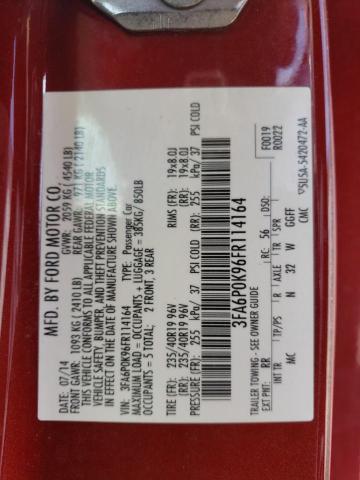 MFD. BY FORD MOTOR CO.
DATE: 07/14 GVWR: 2059 KG (4540 LB)
FRONT GAWR: 1093 KG (2410 LB) REAR GAWR: 971 KG (2140 LB)
THIS VEHICLE CONFORMS TO ALL APPLICABLE FEDERAL MOTOR
VEHICLE SAFETY, BUMPER, AND THEFT PREVENTION STANDARDS
IN EFFECT ON THE DATE OF MANUFACTURE SHOWN ABOVE.
VIN: 3FA6P0K96FR114164 TYPE: Passenger Car
MAXIMUM LOAD = OCCUPANTS + LUGGAGE = 385KG/ 850LB
OCCUPANTS = 5 TOTAL: 2 FRONT, 3 REAR
TIRE (FR): 235/40R19 96V RIMS (FR): 19x8.0J
(RR): 235/40R19 96V (RR): 19x8.0J
PRESSURE (FR): 255 kPa/ 37 PSI COLD (RR): 255 kPa/ 37 PSI COLD
3FA6P0K96FR114164
F0019
R0022
TRAILER TOWING - SEE OWNER GUIDE
EXT PNT: RR RC: 56 DSO:
INT TR TP/PS R AXLE TR SPR
MC N 32 W GGFF
CMC
5U5A-5420472-AA